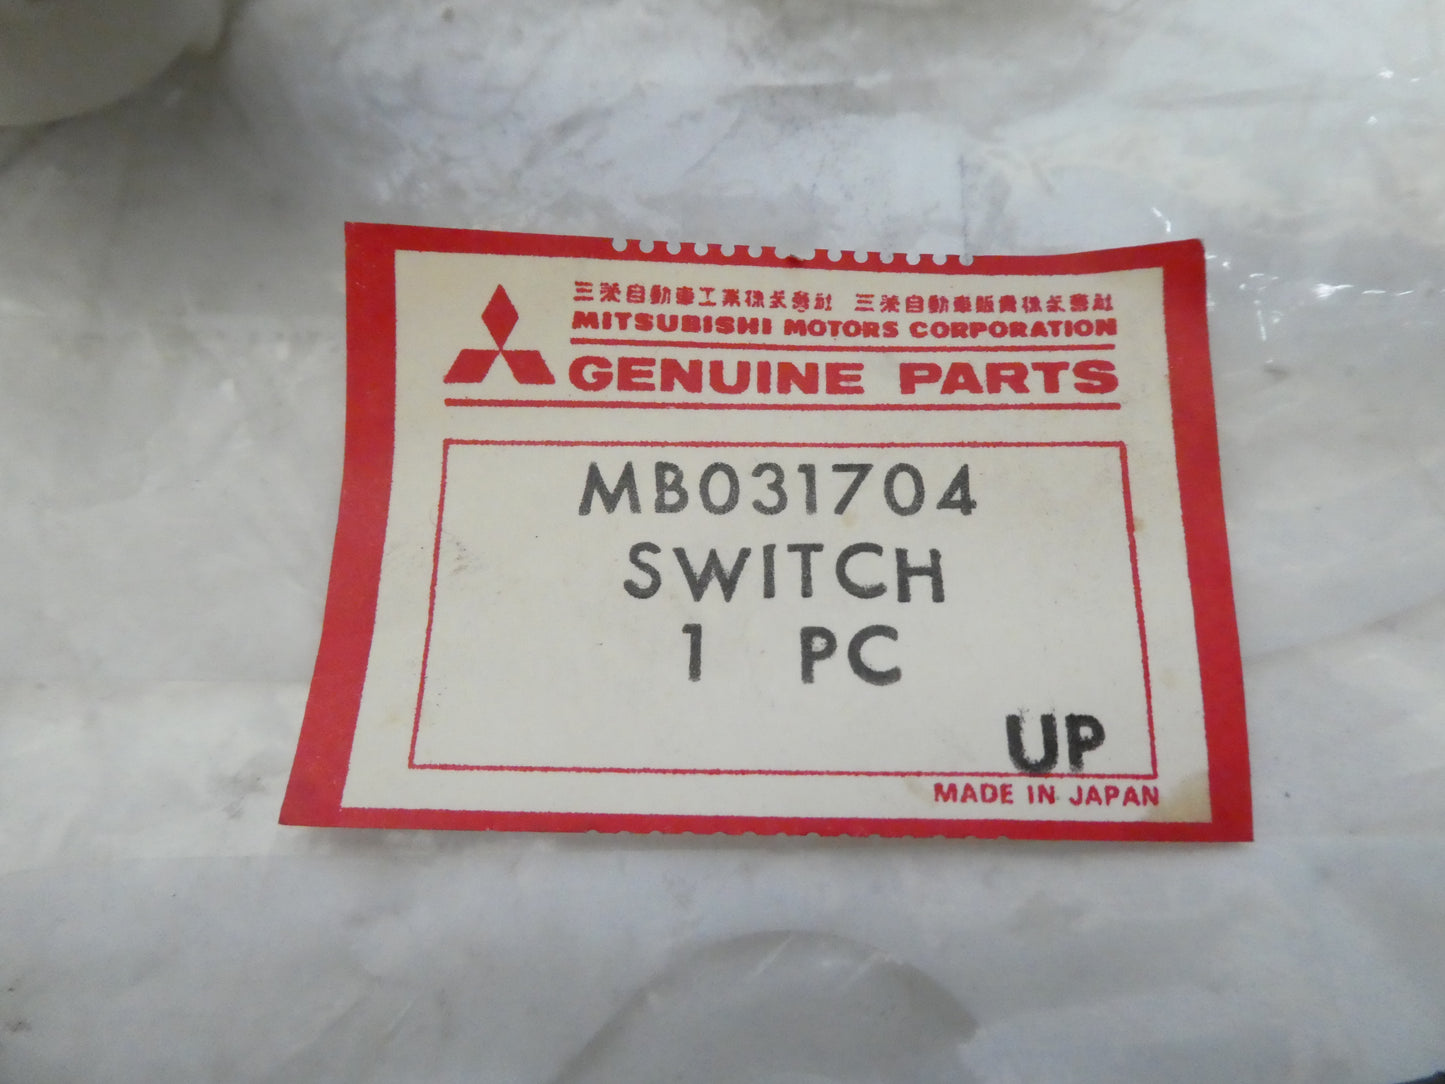 三菱自動車工業株式会社 三菱自動車販売株式会社
MITSUBISHI MOTORS CORPORATION
GENUINE PARTS
MB031704
SWITCH
1 PC
UP
MADE IN JAPAN